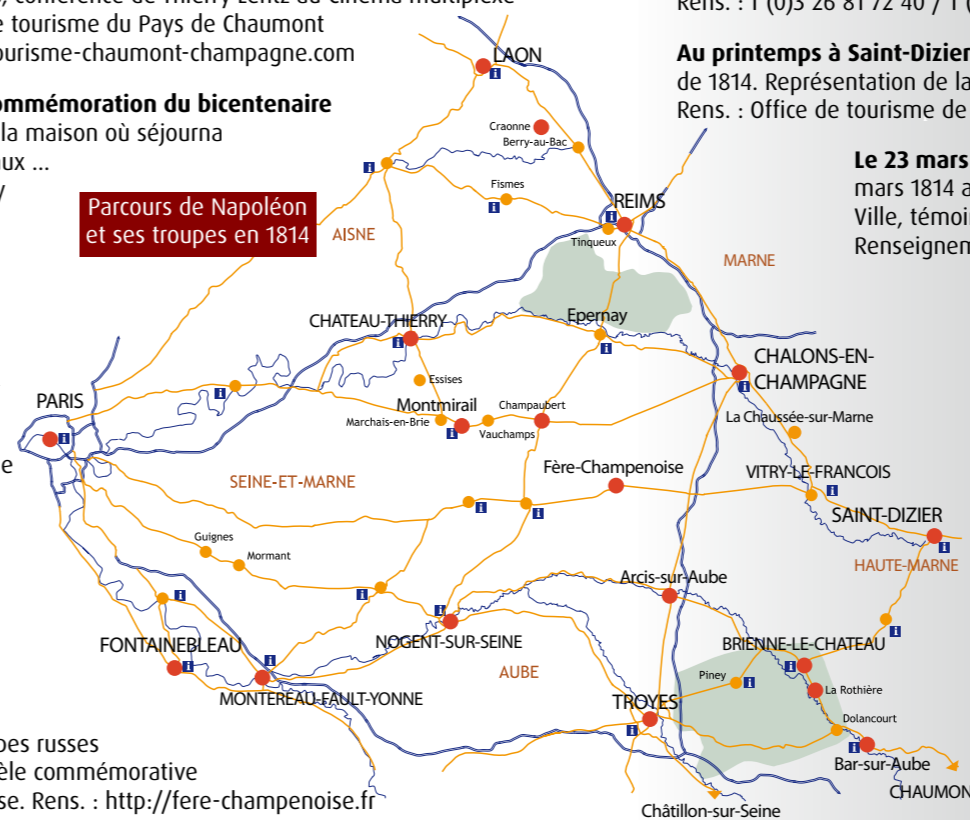 conférence de Thierry Lentz au cinéma multiplexe
e tourisme du Pays de Chaumont
ourisme-chaumont-champagne.com
ommémoration du bicentenaire
la maison où séjourna
aux ...
Rens. : 1 (0)3 26 81 72 40 / 1 (
Au printemps à Saint-Dizier
de 1814. Représentation de la
Rens. : Office de tourisme de
Le 23 mars
mars 1814 a
Ville, témoi
Renseignem
Parcours de Napoléon
et ses troupes en 1814
LAON
Craonne
Berry-au-Bac
Fismes
REIMS
AISNE
Tinqueux
MARNE
CHATEAU-THIERRY
Epernay
CHALONS-EN-
CHAMPAGNE
Essises
PARIS
Montmirail
Champaubert
Marchais-en-Brie
Vauchamps
La Chaussée-sur-Marne
e
Fère-Champenoise
VITRY-LE-FRANCOIS
SEINE-ET-MARNE
SAINT-DIZIER
Guignes
Mormant
HAUTE-MARNE
Arcis-sur-Aube
FONTAINEBLEAU
NOGENT-SUR-SEINE
BRIENNE-LE-CHATEAU
AUBE
Piney
La Rothière
MONTEREAU-FAULT-YONNE
TROYES
Dolancourt
Bar-sur-Aube
CHAUMON
Châtillon-sur-Seine
pes russes
èle commémorative
se. Rens. : http://fere-champenoise.fr